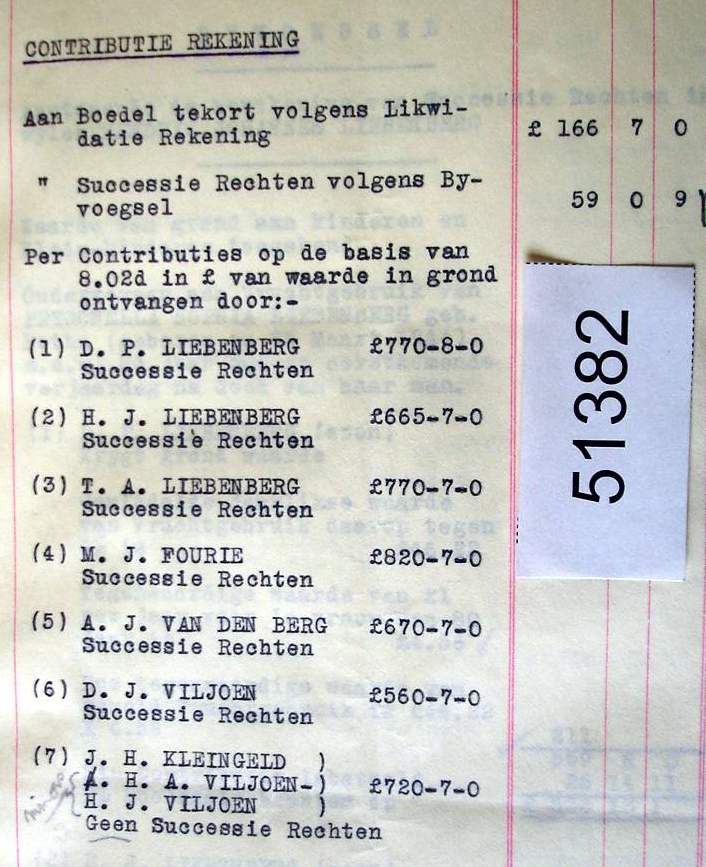 CONTRIBUTIE REKENING
Aan Boedel tekort volgens Likwi-
datie Rekening £ 166 7 0
" Successie Rechten volgens By-
voegsel 59 0 9
Per Contributies op de basis van
8.02d in £ van waarde in grond
ontvangen door:-
(1) D. P. LIEBENBERG £770-8-0
Successie Rechten
(2) H. J. LIEBENBERG £665-7-0
Successie Rechten
(3) T. A. LIEBENBERG £770-7-0
Successie Rechten
(4) M. J. FOURIE £820-7-0
Successie Rechten
(5) A. J. VAN DEN BERG £670-7-0
Successie Rechten
(6) D. J. VILJOEN £560-7-0
Successie Rechten
(7) J. H. KLEINGELD )
A. H. A. VILJOEN-) £720-7-0
H. J. VILJOEN )
Geen Successie Rechten
51382